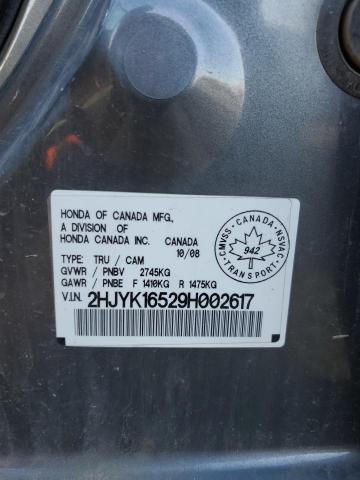 HONDA OF CANADA MFG.
A DIVISION OF
HONDA CANADA INC. CANADA
10/08
TYPE: TRU / CAM
GVWR / PNBV 2745KG
GAWR / PNBE F 1410KG R 1475KG
V.I.N. 2HJYK16529H002617
CMVSS · CANADA · NSVAC
942
TRANSPORT